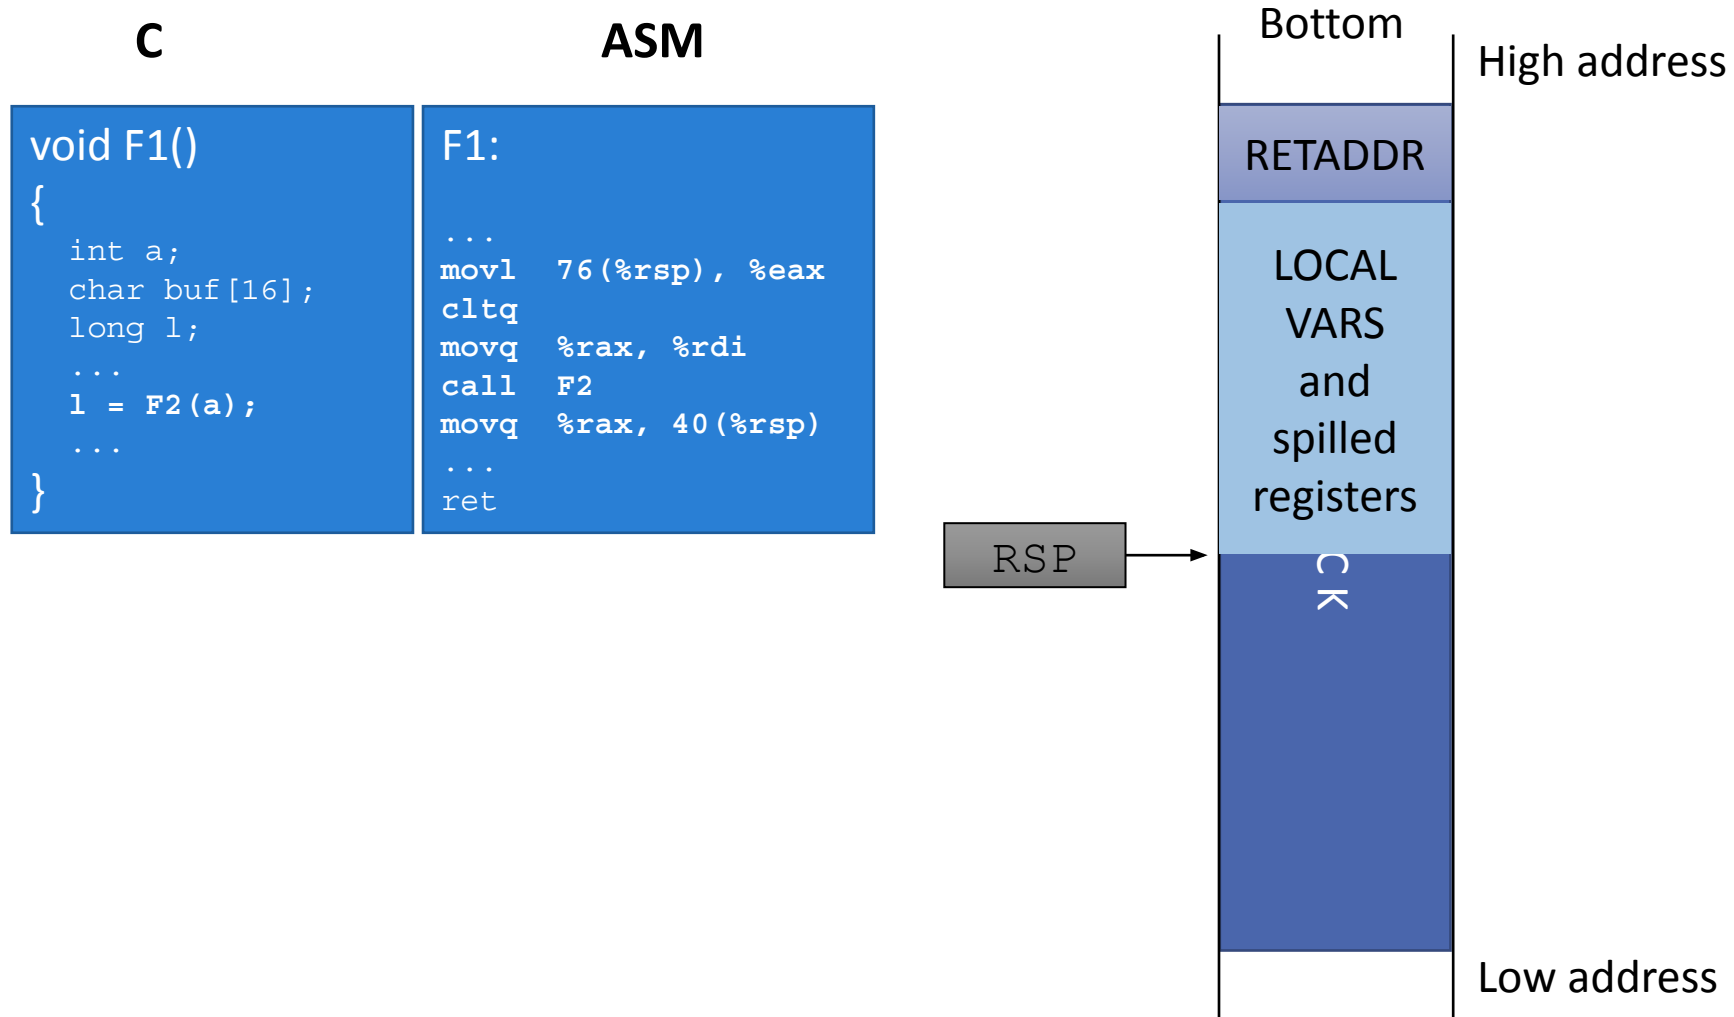 C
ASM
void F1()
{
int a;
char buf[16];
long l;
...
l = F2(a);
...
}
F1:
...
movl 76(%rsp), %eax
cltq
movq %rax, %rdi
call F2
movq %rax, 40(%rsp)
...
ret
RSP
Bottom
High address
RETADDR
LOCAL
VARS
and
spilled
registers
CK
Low address